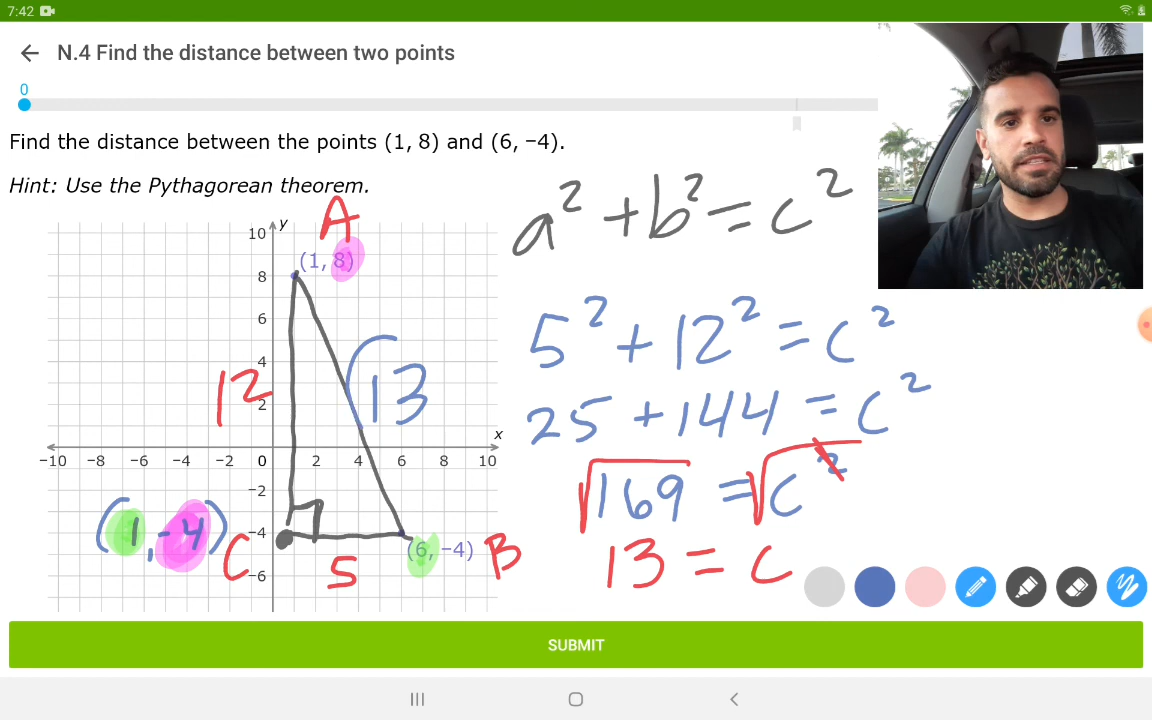 7:42
N.4 Find the distance between two points
0
Find the distance between the points (1, 8) and (6, −4).
Hint: Use the Pythagorean theorem.
a² + b² = c²
A
10 y
(1, 8)
8
6
4
2
12
13
x
−10 −8 −6 −4 −2 0 2 4 6 8 10
−2
−4
−6
(1, -4) C
(6, −4) B
5
5² + 12² = c²
25 + 144 = c²
√169 = √c²
13 = c
SUBMIT